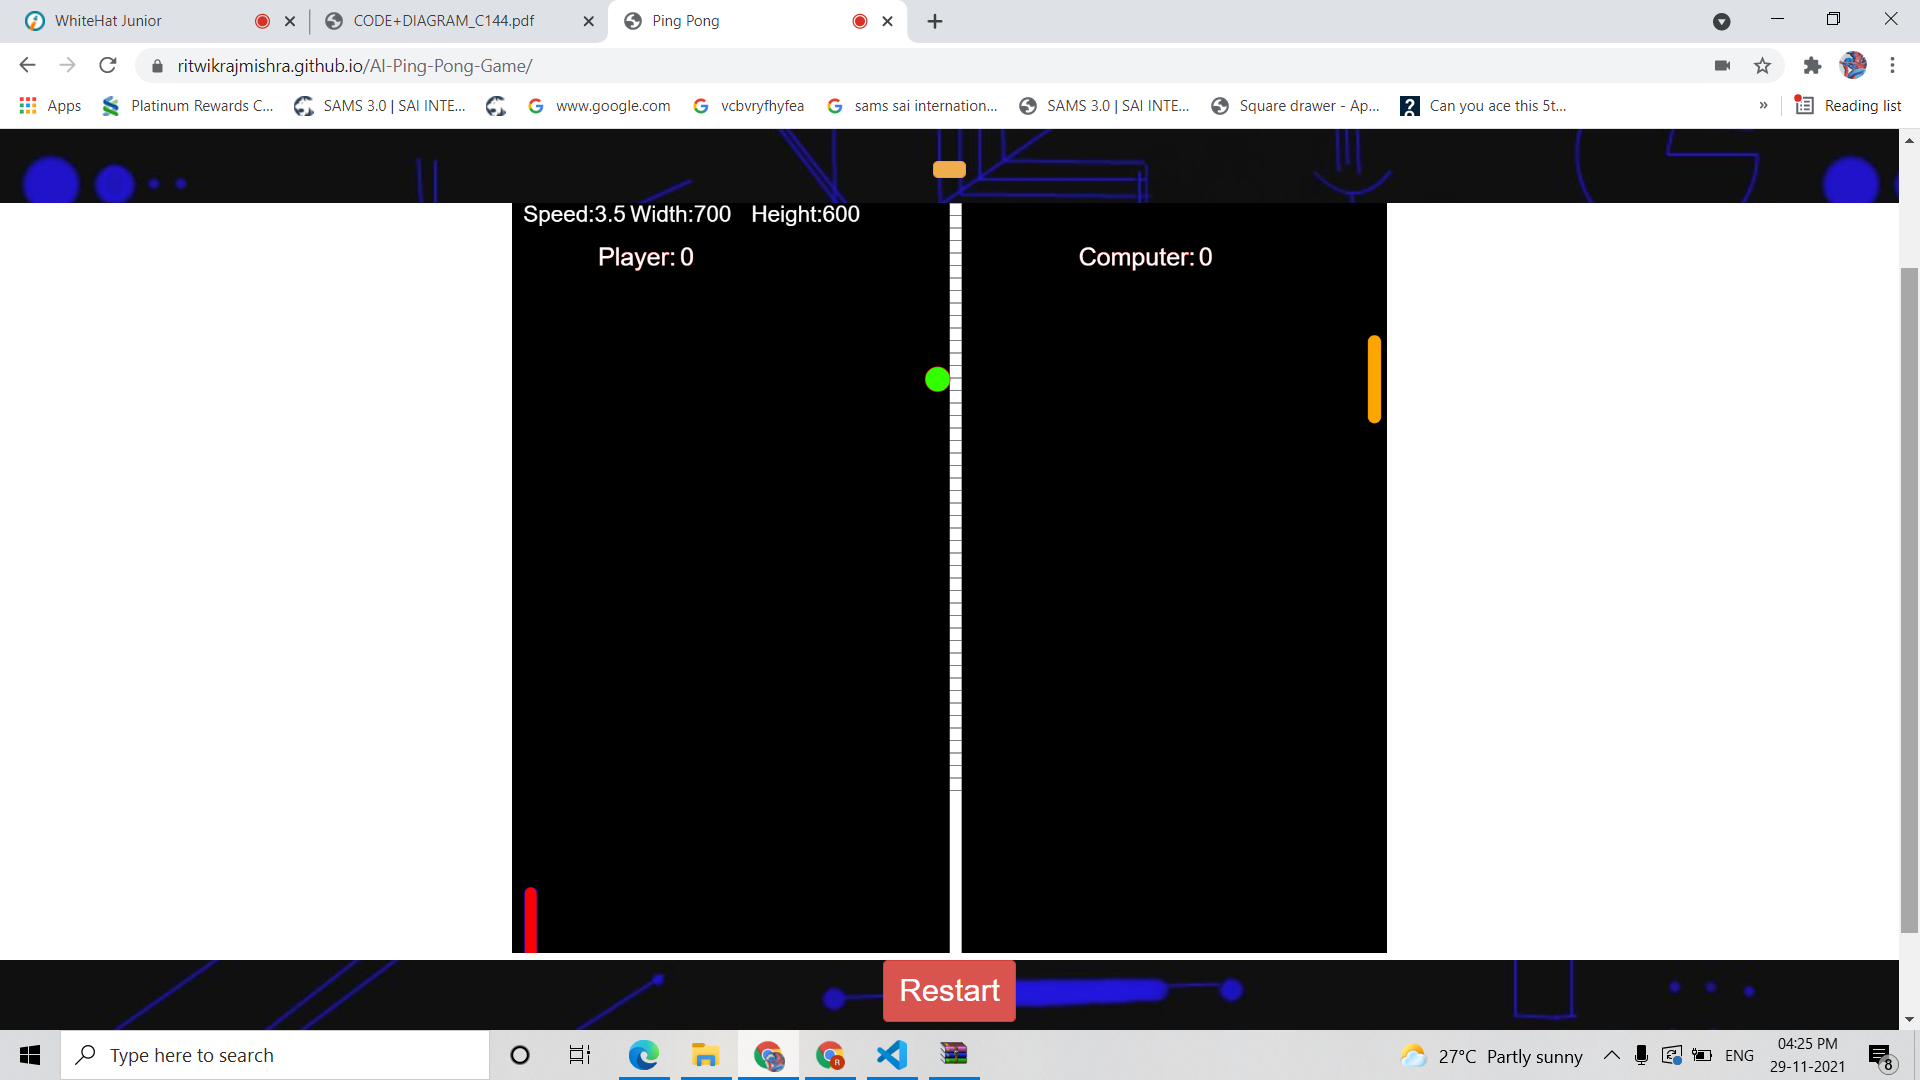 WhiteHat Junior
CODE+DIAGRAM_C144.pdf
Ping Pong
ritwikrajmishra.github.io/AI-Ping-Pong-Game/
Apps
Platinum Rewards C...
SAMS 3.0 | SAI INTE...
www.google.com
vcbvryfhyfea
sams sai internation...
SAMS 3.0 | SAI INTE...
Square drawer - Ap...
Can you ace this 5t...
»
Reading list
Speed:3.5 Width:700 Height:600
Player: 0
Computer: 0
Restart
Type here to search
27°C Partly sunny
ENG
04:25 PM
29-11-2021
8